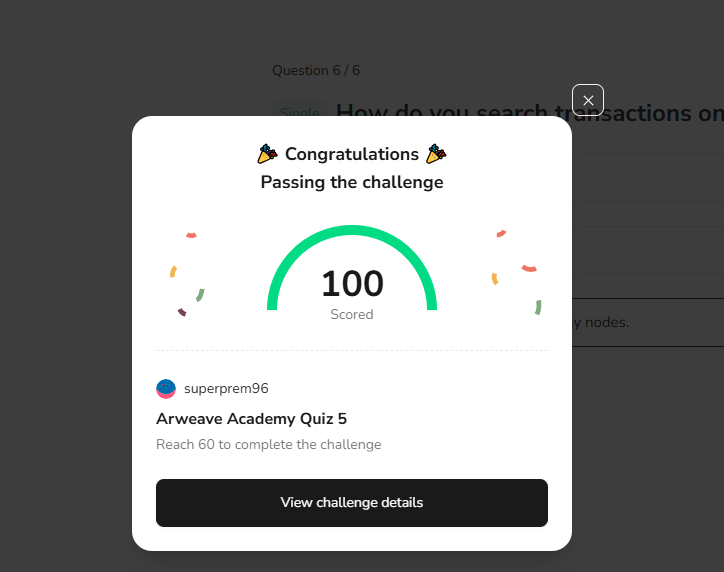 Question 6 / 6
Single How do you search transactions on
Congratulations
Passing the challenge
100
Scored
y nodes.
superprem96
Arweave Academy Quiz 5
Reach 60 to complete the challenge
View challenge details